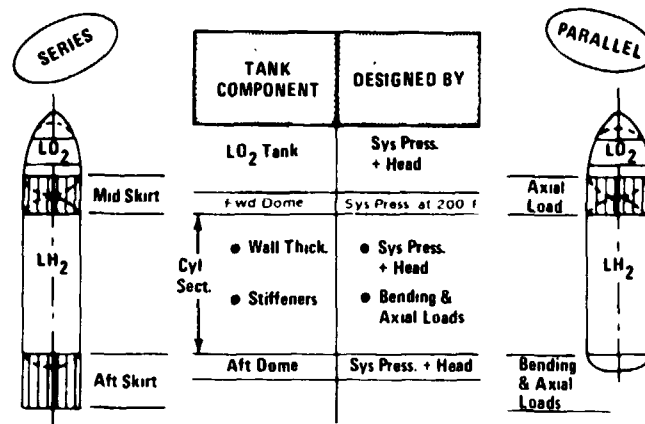 SERIES
PARALLEL
TANK COMPONENT
DESIGNED BY
LO2
LO2 Tank
Sys Press.
+ Head
LO2
Mid Skirt
Fwd Dome
Sys Press at 200 F
Axial
Load
LH2
Cyl
Sect.
● Wall Thick.
● Sys Press.
+ Head
● Stiffeners
● Bending &
Axial Loads
LH2
Aft Skirt
Aft Dome
Sys Press. + Head
Bending
& Axial
Loads